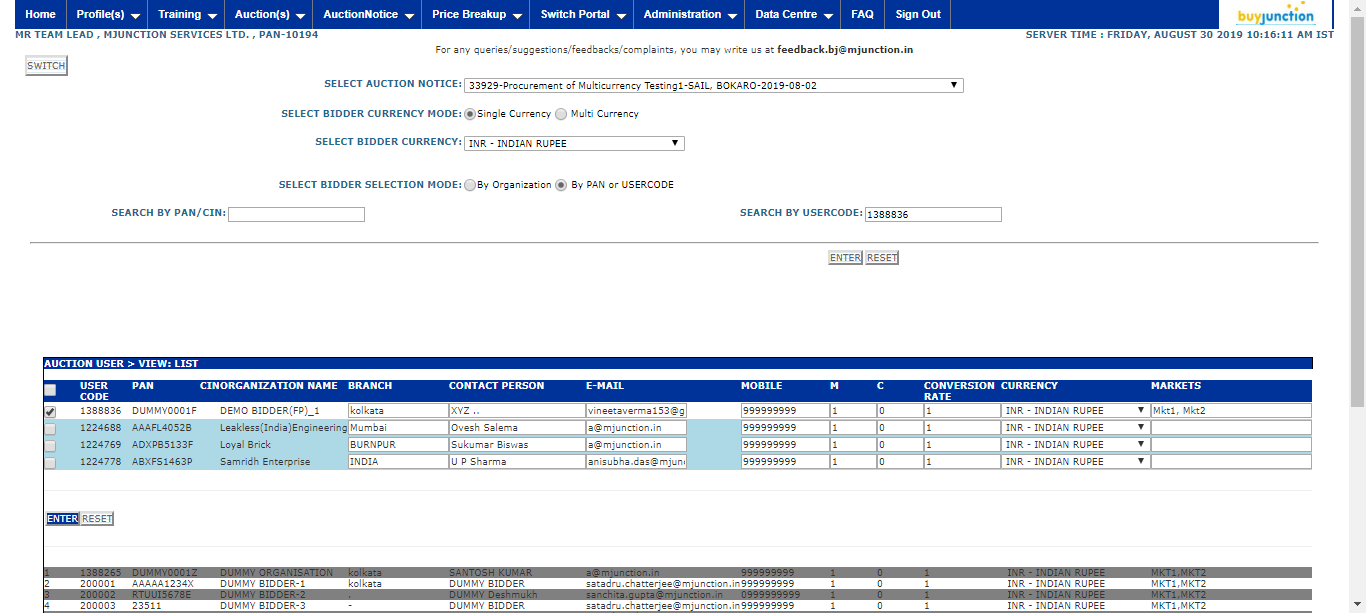 Home Profile(s) Training Auction(s) AuctionNotice Price Breakup Switch Portal Administration Data Centre FAQ Sign Out buyjunction
MR TEAM LEAD , MJUNCTION SERVICES LTD. , PAN-10194 SERVER TIME : FRIDAY, AUGUST 30 2019 10:16:11 AM IST
For any queries/suggestions/feedbacks/complaints, you may write us at feedback.bj@mjunction.in
SWITCH
SELECT AUCTION NOTICE: 33929-Procurement of Multicurrency Testing1-SAIL, BOKARO-2019-08-02
SELECT BIDDER CURRENCY MODE: Single Currency Multi Currency
SELECT BIDDER CURRENCY: INR - INDIAN RUPEE
SELECT BIDDER SELECTION MODE: By Organization By PAN or USERCODE
SEARCH BY PAN/CIN: SEARCH BY USERCODE: 1388836
ENTER RESET
AUCTION USER > VIEW: LIST
USER CODE PAN CINORGANIZATION NAME BRANCH CONTACT PERSON E-MAIL MOBILE M C CONVERSION RATE CURRENCY MARKETS
1388836 DUMMY0001F DEMO BIDDER(FP)_1 kolkata XYZ .. vineetaverma153@g 999999999 1 0 1 INR - INDIAN RUPEE Mkt1, Mkt2
1224688 AAAFL4052B Leakless(India)Engineering Mumbai Ovesh Salema a@mjunction.in 999999999 1 0 1 INR - INDIAN RUPEE
1224769 ADXPB5133F Loyal Brick BURNPUR Sukumar Biswas a@mjunction.in 999999999 1 0 1 INR - INDIAN RUPEE
1224778 ABXFS1463P Samridh Enterprise INDIA U P Sharma anisubha.das@mjun 999999999 1 0 1 INR - INDIAN RUPEE
ENTER RESET
1 1388265 DUMMY0001Z DUMMY ORGANISATION kolkata SANTOSH KUMAR a@mjunction.in 999999999 1 0 1 INR - INDIAN RUPEE MKT1,MKT2
2 200001 AAAAA1234X DUMMY BIDDER-1 kolkata DUMMY BIDDER satadru.chatterjee@mjunction.in 999999999 1 0 1 INR - INDIAN RUPEE MKT1,MKT2
3 200002 RTUUI5678E DUMMY BIDDER-2 . DUMMY Deshmukh sanchita.gupta@mjunction.in 0999999999 1 0 1 INR - INDIAN RUPEE MKT1,MKT2
4 200003 23511 DUMMY BIDDER-3 - DUMMY BIDDER satadru.chatterjee@mjunction.in 999999999 1 0 1 INR - INDIAN RUPEE MKT1,MKT2